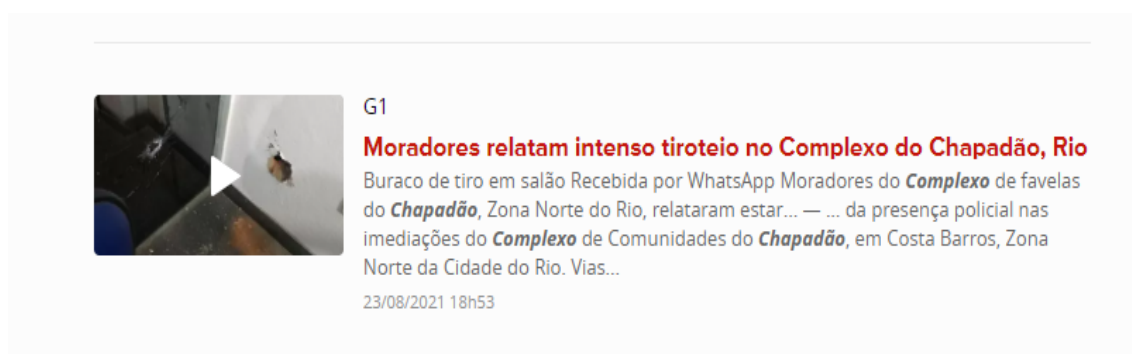 G1
Moradores relatam intenso tiroteio no Complexo do Chapadão, Rio
Buraco de tiro em salão Recebida por WhatsApp Moradores do Complexo de favelas
do Chapadão, Zona Norte do Rio, relataram estar... — ... da presença policial nas
imediações do Complexo de Comunidades do Chapadão, em Costa Barros, Zona
Norte da Cidade do Rio. Vias...
23/08/2021 18h53